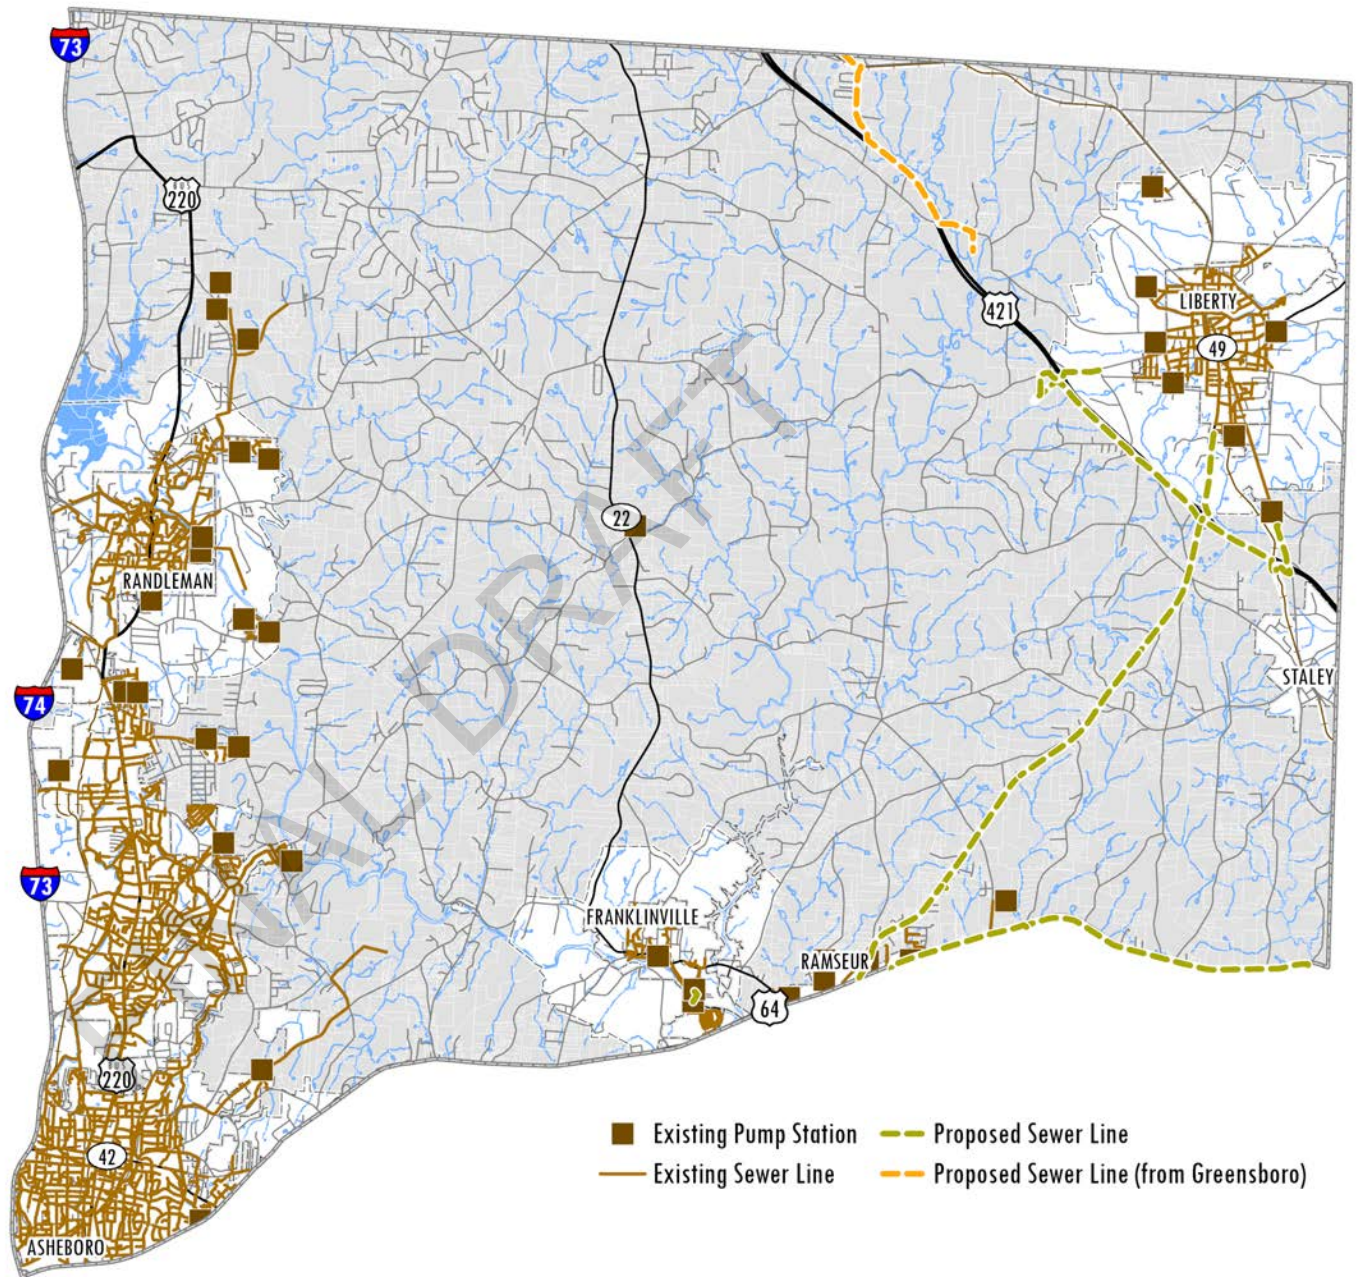 73
220
421
LIBERTY
49
22
RANDLEMAN
STALEY
74
73
FRANKLINVILLE
RAMSEUR
64
220
42
ASHEBORO
Existing Pump Station
Proposed Sewer Line
Existing Sewer Line
Proposed Sewer Line (from Greensboro)
NAL DRAFT